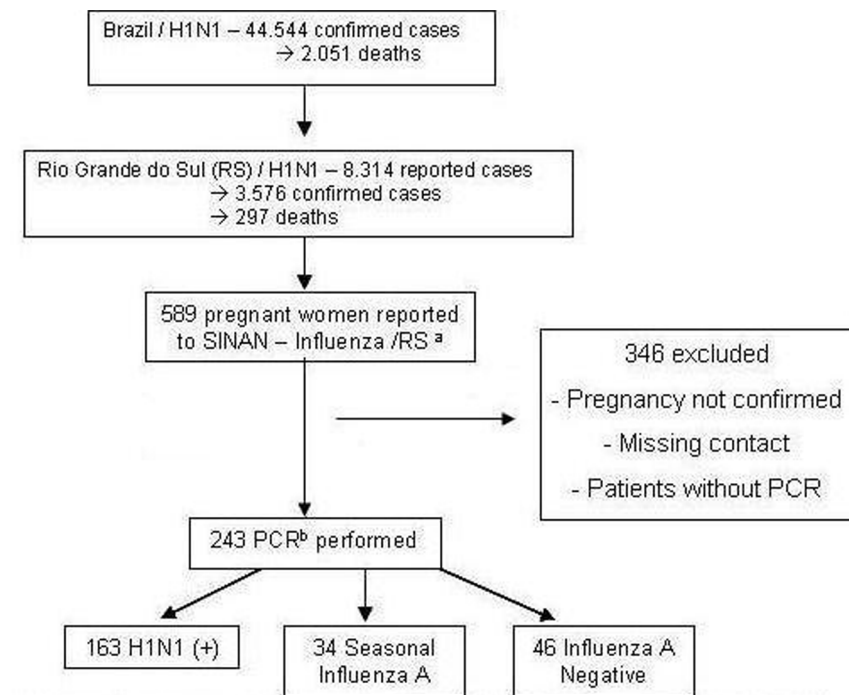 Brazil / H1N1 – 44.544 confirmed cases
→ 2.051 deaths
Rio Grande do Sul (RS) / H1N1 – 8.314 reported cases
→ 3.576 confirmed cases
→ 297 deaths
589 pregnant women reported
to SINAN – Influenza /RS ª
346 excluded
- Pregnancy not confirmed
- Missing contact
- Patients without PCR
243 PCRᵇ performed
163 H1N1 (+)
34 Seasonal
Influenza A
46 Influenza A
Negative